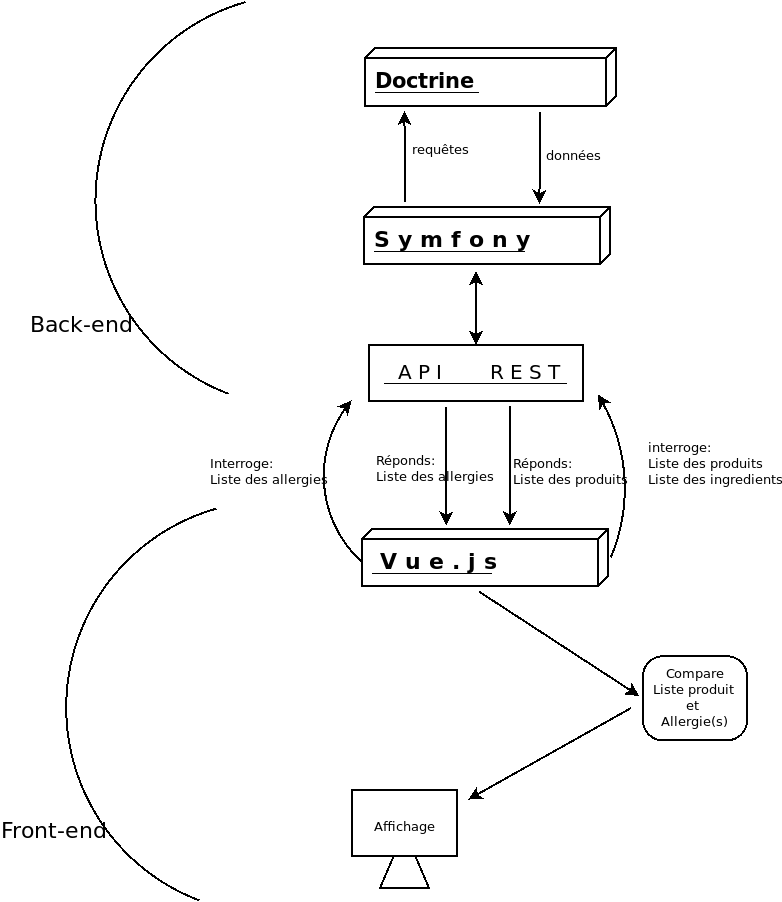 Doctrine
requêtes
données
Symfony
Back-end
API REST
Interroge:
Liste des allergies
Réponds:
Liste des allergies
Réponds:
Liste des produits
interroge:
Liste des produits
Liste des ingredients
Vue.js
Compare
Liste produit
et
Allergie(s)
Affichage
Front-end